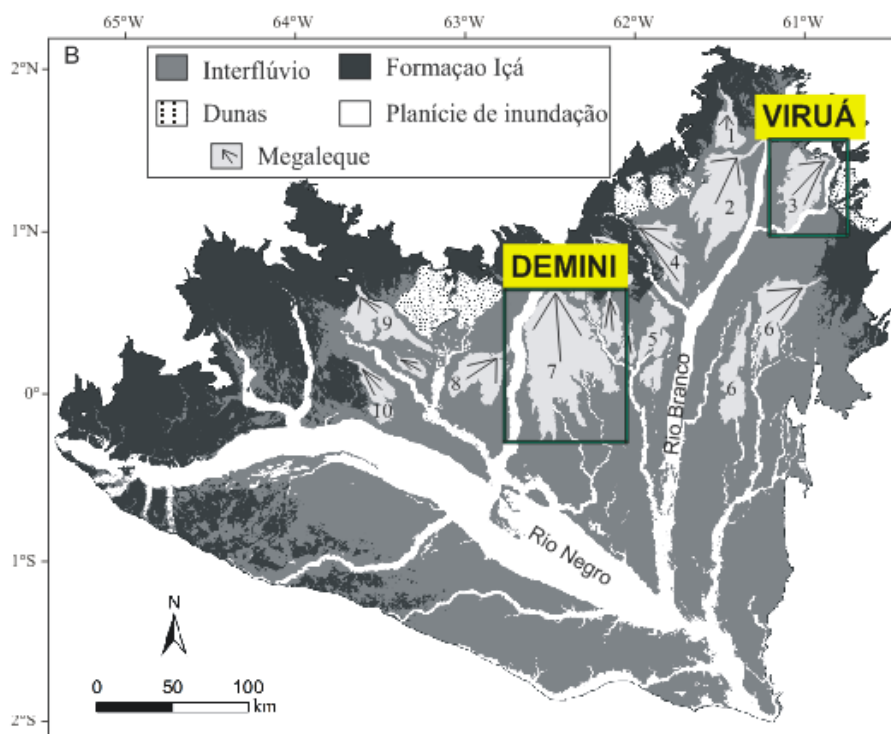 65°W 64°W 63°W 62°W 61°W
B
2°N
Interflúvio
Formaçao Içá
Dunas
Planície de inundação
Megaleque
VIRUÁ
1
2
3
1°N
4
DEMINI
9
5
6
7
8
6
0°
10
Rio Branco
Rio Negro
1°S
N
0 50 100
km
2°S